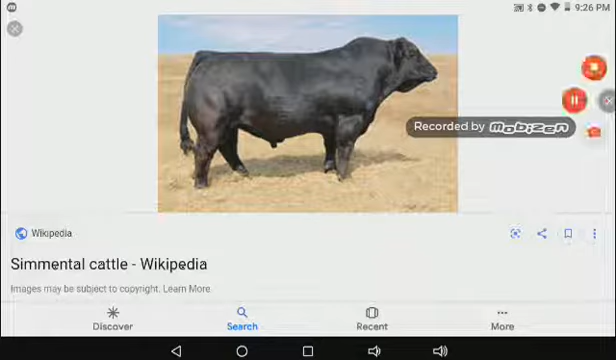 9:26 PM
Recorded by MOBIZEN
Wikipedia
Simmental cattle - Wikipedia
Images may be subject to copyright. Learn More
Discover
Search
Recent
More